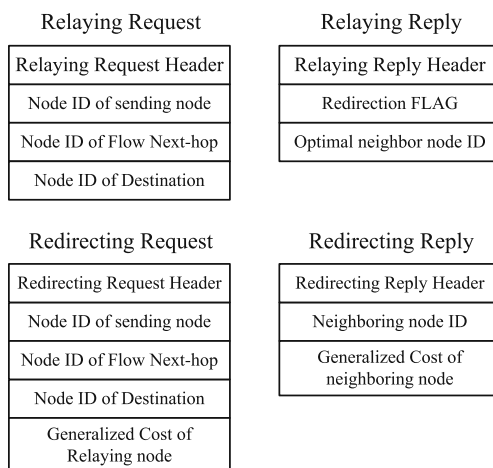 Relaying Request
Relaying Request Header
Node ID of sending node
Node ID of Flow Next-hop
Node ID of Destination
Relaying Reply
Relaying Reply Header
Redirection FLAG
Optimal neighbor node ID
Redirecting Request
Redirecting Request Header
Node ID of sending node
Node ID of Flow Next-hop
Node ID of Destination
Generalized Cost of
Relaying node
Redirecting Reply
Redirecting Reply Header
Neighboring node ID
Generalized Cost of
neighboring node